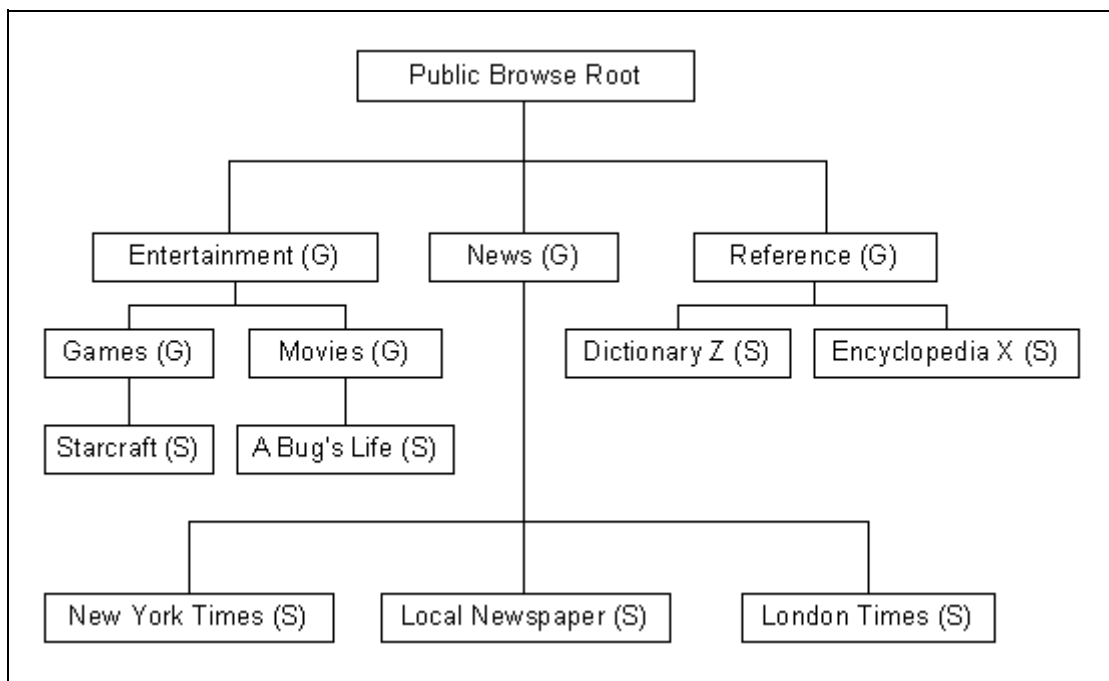 Public Browse Root
Entertainment (G)
News (G)
Reference (G)
Games (G)
Movies (G)
Dictionary Z (S)
Encyclopedia X (S)
Starcraft (S)
A Bug's Life (S)
New York Times (S)
Local Newspaper (S)
London Times (S)